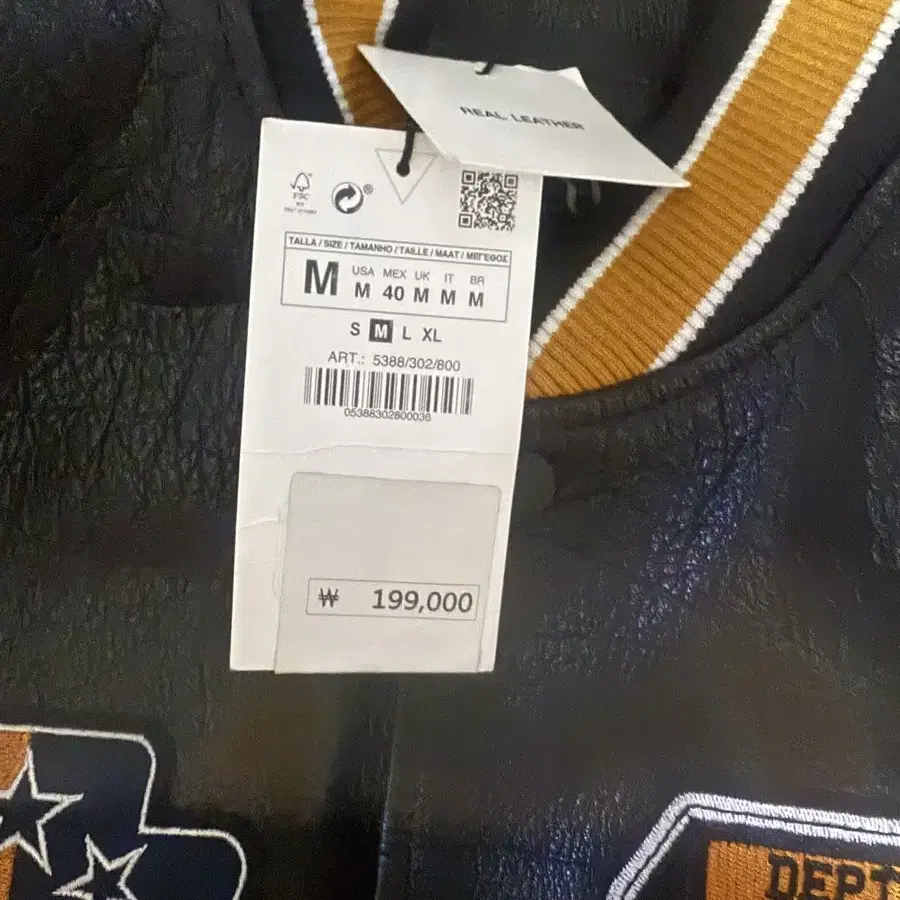 REAL LEATHER
FSC
®
TALLA / SIZE / TAMANHO / TAILLE / MAAT / ΜΕΓΕΘΟΣ
M USA MEX UK IT BR
M 40 M M M
S M L XL
ART.: 5388/302/800
05388302800036
₩ 199,000
DEPT